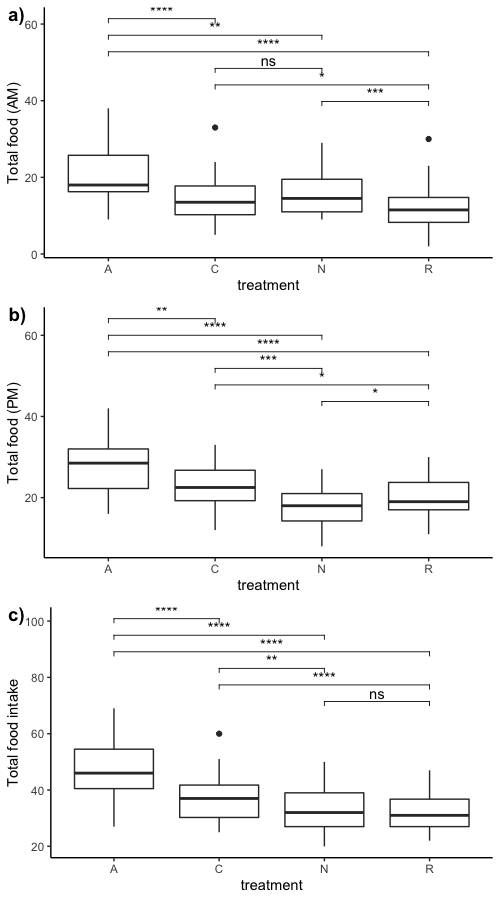 a)
Total food (AM)
60
40
20
0
****
**
****
ns
*
***
A C N R
treatment
b)
Total food (PM)
60
40
20
**
****
****
***
*
*
A C N R
treatment
c)
Total food intake
100
80
60
40
20
****
****
****
**
****
ns
A C N R
treatment